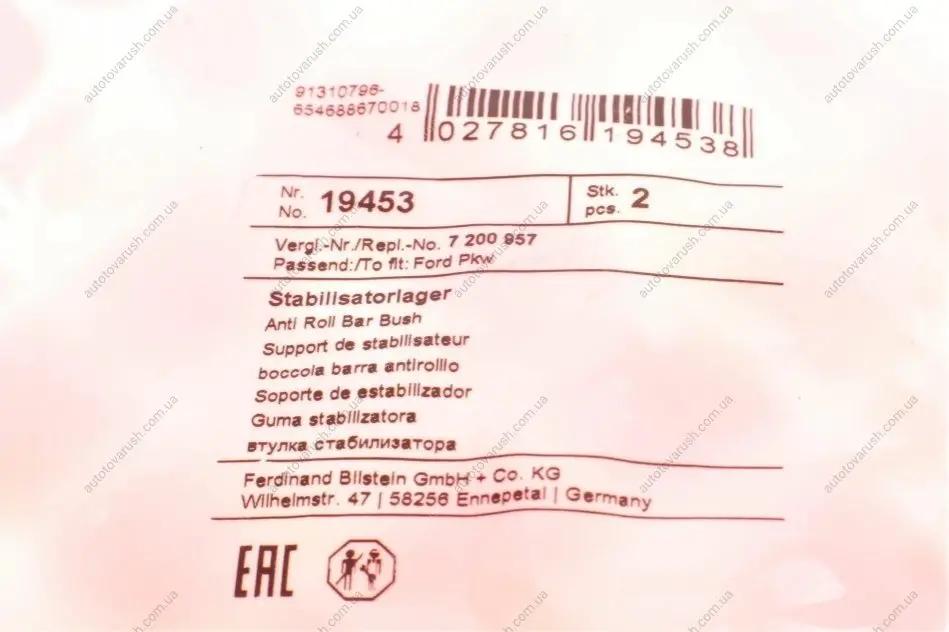 91310796-
654688670018
4 027816 194538
Nr.
No. 19453
Stk.
pcs. 2
Vergl.-Nr./Repl.-No. 7 200 957
Passend:/To fit: Ford Pkw
Stabilisatorlager
Anti Roll Bar Bush
Support de stabilisateur
boccola barra antirollio
Soporte de estabilizador
Guma stabilizatora
втулка стабилизатора
Ferdinand Bilstein GmbH + Co. KG
Wilhelmstr. 47 | 58256 Ennepetal | Germany
EAC
autotovarush.com.ua